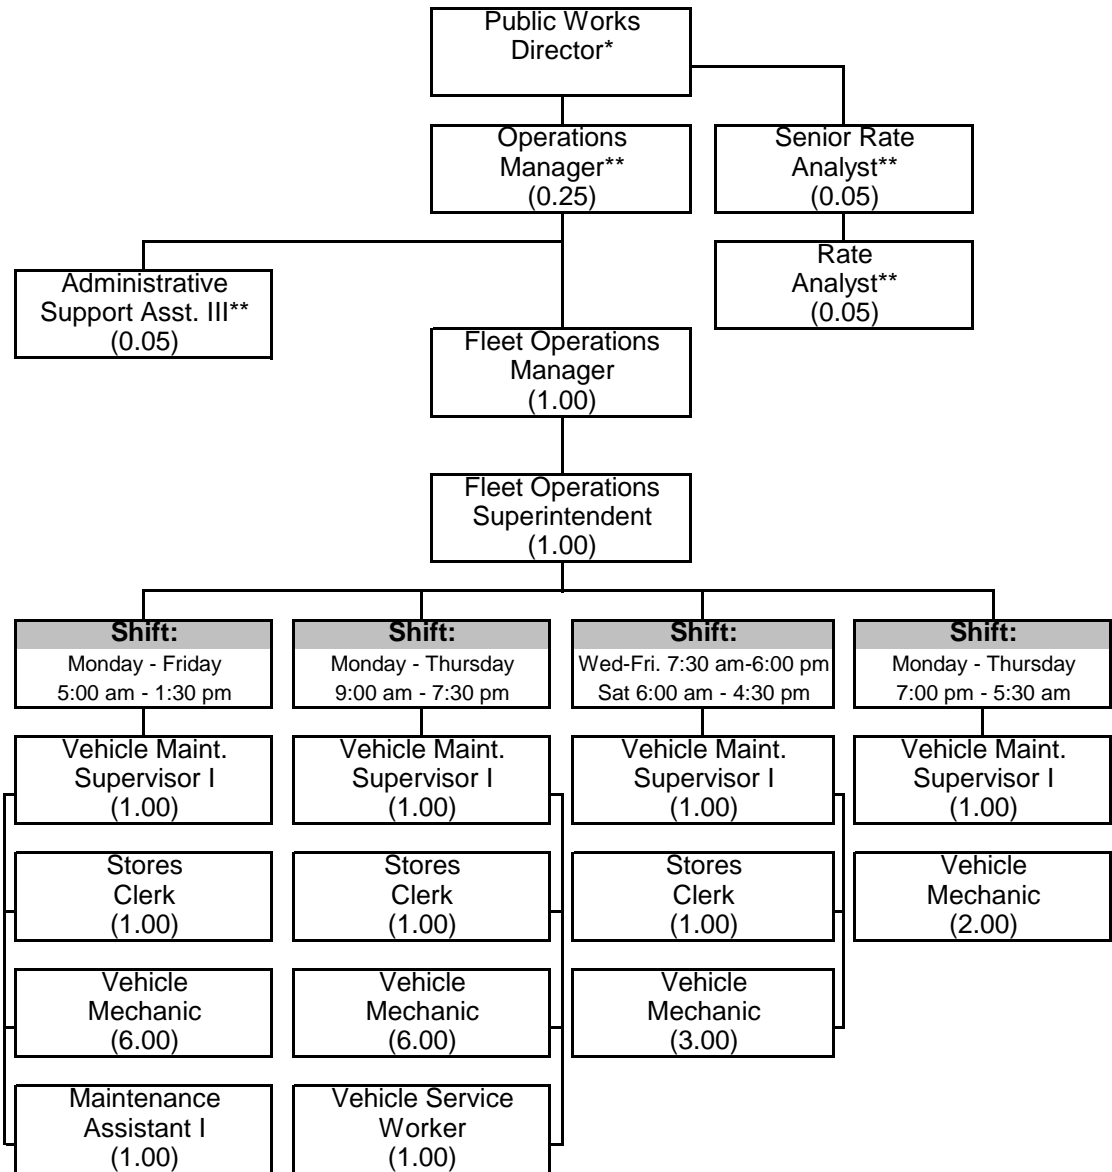 Public Works
Director*
Operations
Manager**
(0.25)
Senior Rate
Analyst**
(0.05)
Rate
Analyst**
(0.05)
Administrative
Support Asst. III**
(0.05)
Fleet Operations
Manager
(1.00)
Fleet Operations
Superintendent
(1.00)
Shift:
Monday - Friday
5:00 am - 1:30 pm
Vehicle Maint.
Supervisor I
(1.00)
Stores
Clerk
(1.00)
Vehicle
Mechanic
(6.00)
Maintenance
Assistant I
(1.00)
Shift:
Monday - Thursday
9:00 am - 7:30 pm
Vehicle Maint.
Supervisor I
(1.00)
Stores
Clerk
(1.00)
Vehicle
Mechanic
(6.00)
Vehicle Service
Worker
(1.00)
Shift:
Wed-Fri. 7:30 am-6:00 pm
Sat 6:00 am - 4:30 pm
Vehicle Maint.
Supervisor I
(1.00)
Stores
Clerk
(1.00)
Vehicle
Mechanic
(3.00)
Shift:
Monday - Thursday
7:00 pm - 5:30 am
Vehicle Maint.
Supervisor I
(1.00)
Vehicle
Mechanic
(2.00)